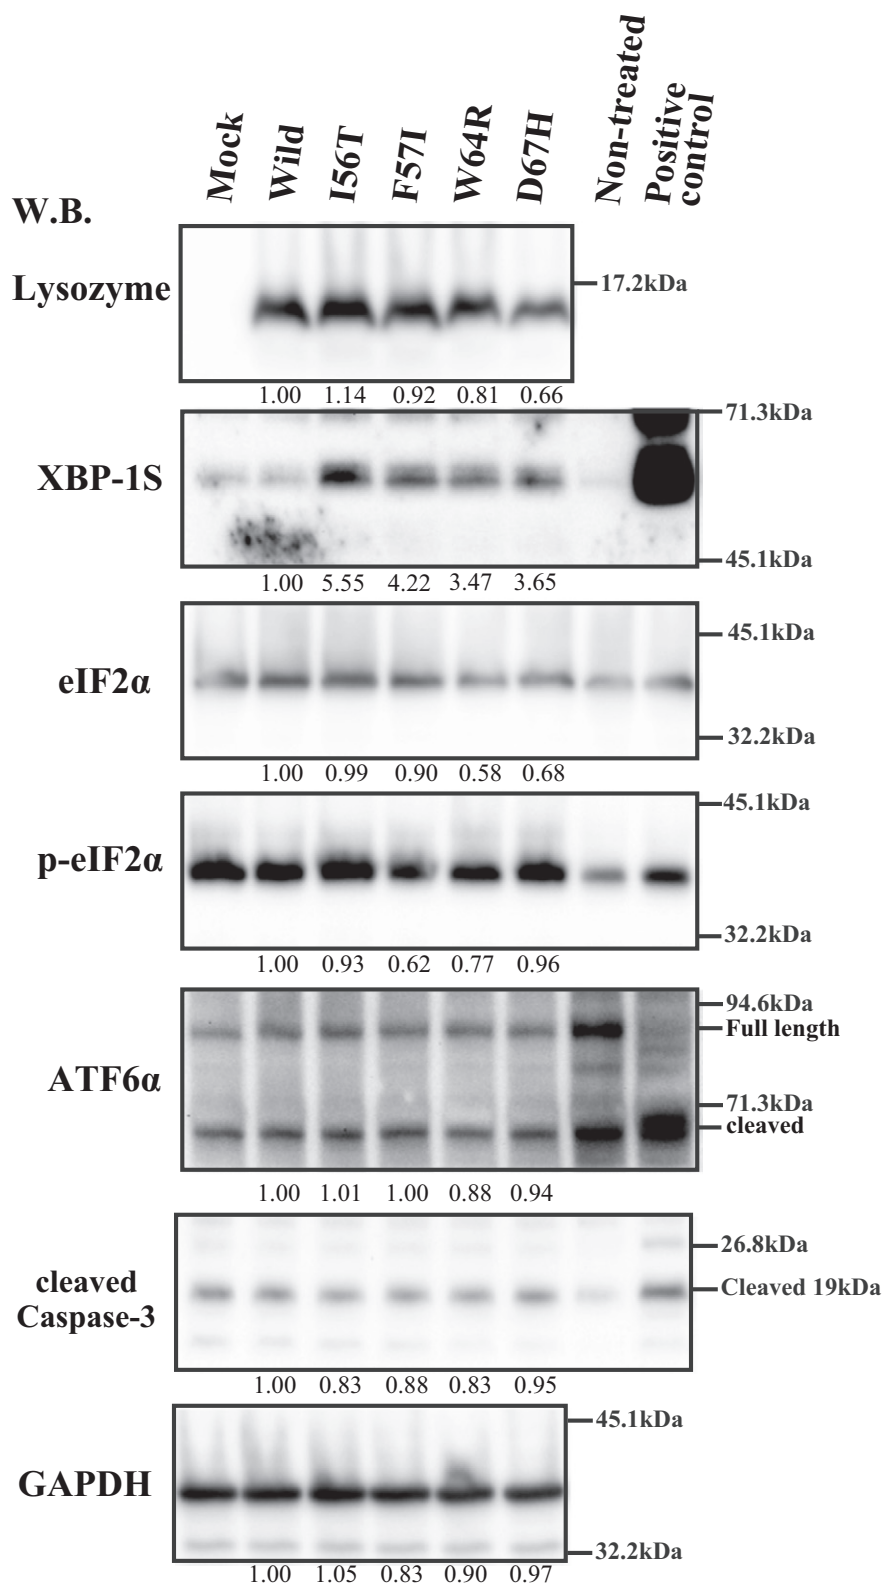 Mock Wild I56T F57I W64R D67H Non-treated Positive control
W.B.
Lysozyme
17.2kDa
1.00 1.14 0.92 0.81 0.66
71.3kDa
XBP-1S
45.1kDa
1.00 5.55 4.22 3.47 3.65
45.1kDa
eIF2α
32.2kDa
1.00 0.99 0.90 0.58 0.68
45.1kDa
p-eIF2α
32.2kDa
1.00 0.93 0.62 0.77 0.96
94.6kDa
Full length
ATF6α
71.3kDa
cleaved
1.00 1.01 1.00 0.88 0.94
26.8kDa
cleaved
Caspase-3
Cleaved 19kDa
1.00 0.83 0.88 0.83 0.95
45.1kDa
GAPDH
32.2kDa
1.00 1.05 0.83 0.90 0.97